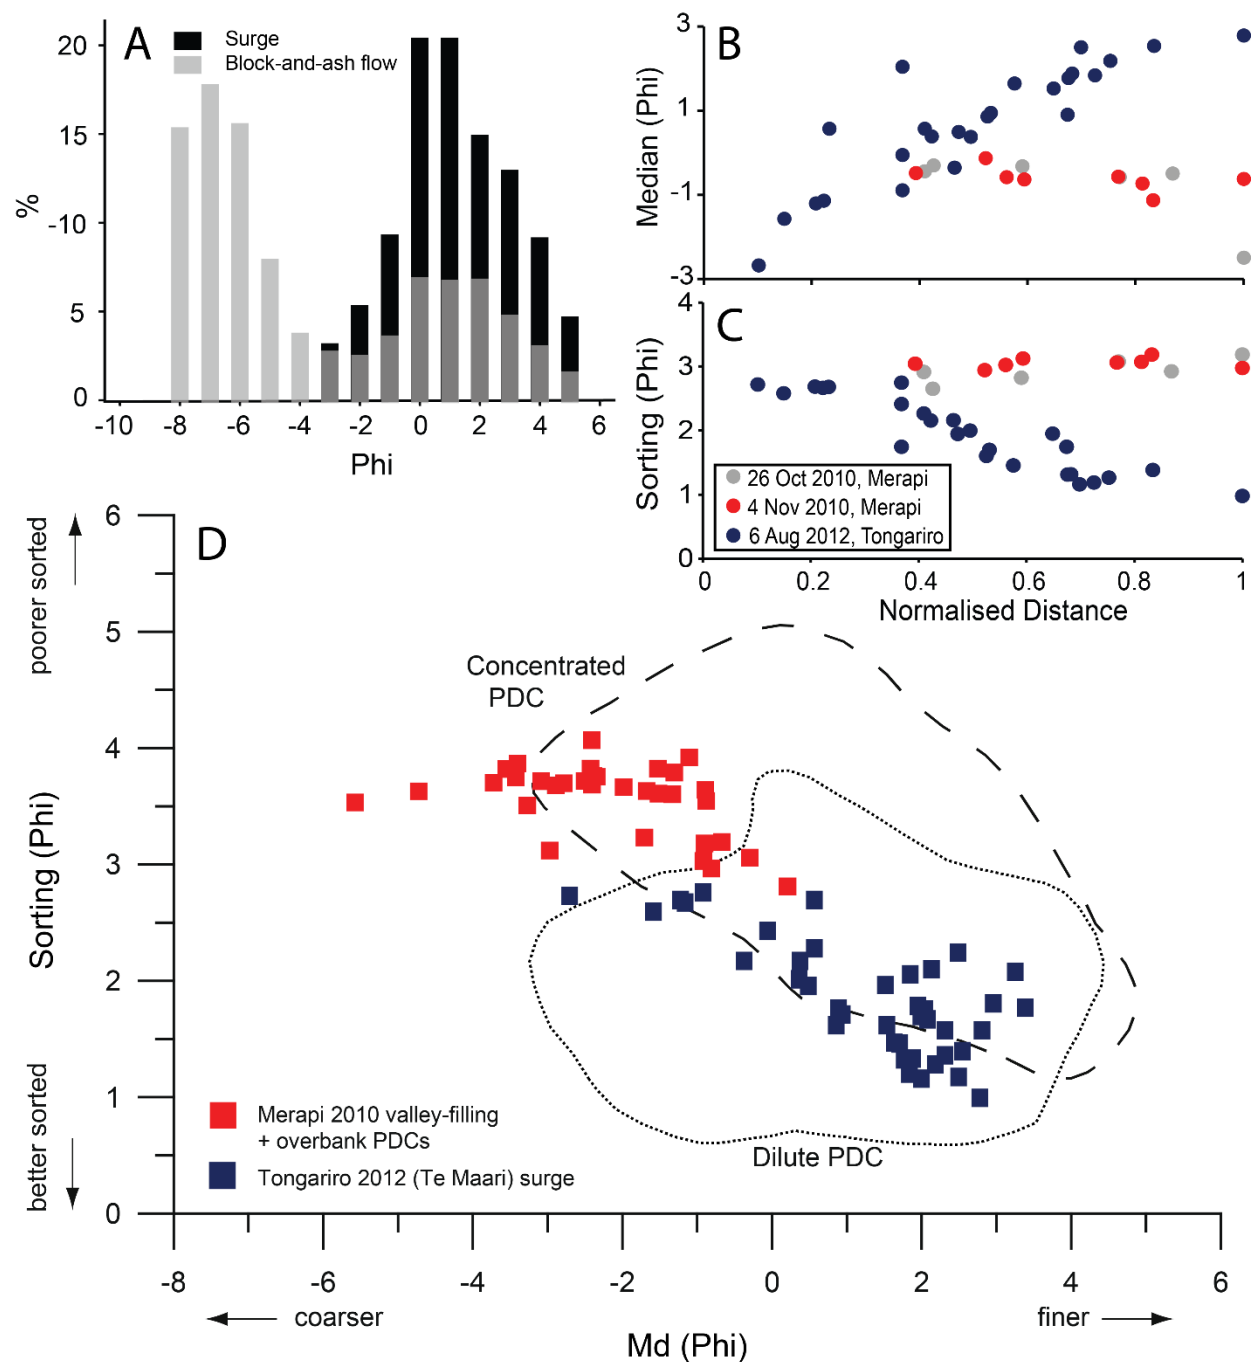 A
Surge
Block-and-ash flow
20
15
-10
5
0
%
-10 -8 -6 -4 -2 0 2 4 6
Phi
B
3
1
-1
-3
Median (Phi)
C
4
3
2
1
0
Sorting (Phi)
26 Oct 2010, Merapi
4 Nov 2010, Merapi
6 Aug 2012, Tongariro
0 0.2 0.4 0.6 0.8 1
Normalised Distance
D
6
5
4
3
2
1
0
poorer sorted
Sorting (Phi)
better sorted
Concentrated
PDC
Dilute PDC
Merapi 2010 valley-filling
+ overbank PDCs
Tongariro 2012 (Te Maari) surge
-8 -6 -4 -2 0 2 4 6
coarser
finer
Md (Phi)